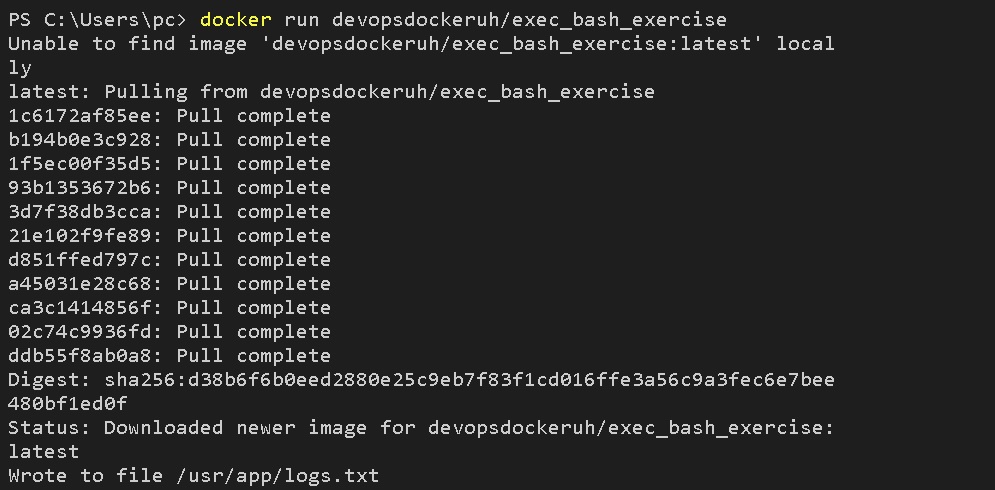 PS C:\Users\pc> docker run devopsdockeruh/exec_bash_exercise
Unable to find image 'devopsdockeruh/exec_bash_exercise:latest' local
ly
latest: Pulling from devopsdockeruh/exec_bash_exercise
1c6172af85ee: Pull complete
b194b0e3c928: Pull complete
1f5ec00f35d5: Pull complete
93b1353672b6: Pull complete
3d7f38db3cca: Pull complete
21e102f9fe89: Pull complete
d851ffed797c: Pull complete
a45031e28c68: Pull complete
ca3c1414856f: Pull complete
02c74c9936fd: Pull complete
ddb55f8ab0a8: Pull complete
Digest: sha256:d38b6f6b0eed2880e25c9eb7f83f1cd016ffe3a56c9a3fec6e7bee
480bf1ed0f
Status: Downloaded newer image for devopsdockeruh/exec_bash_exercise:
latest
Wrote to file /usr/app/logs.txt